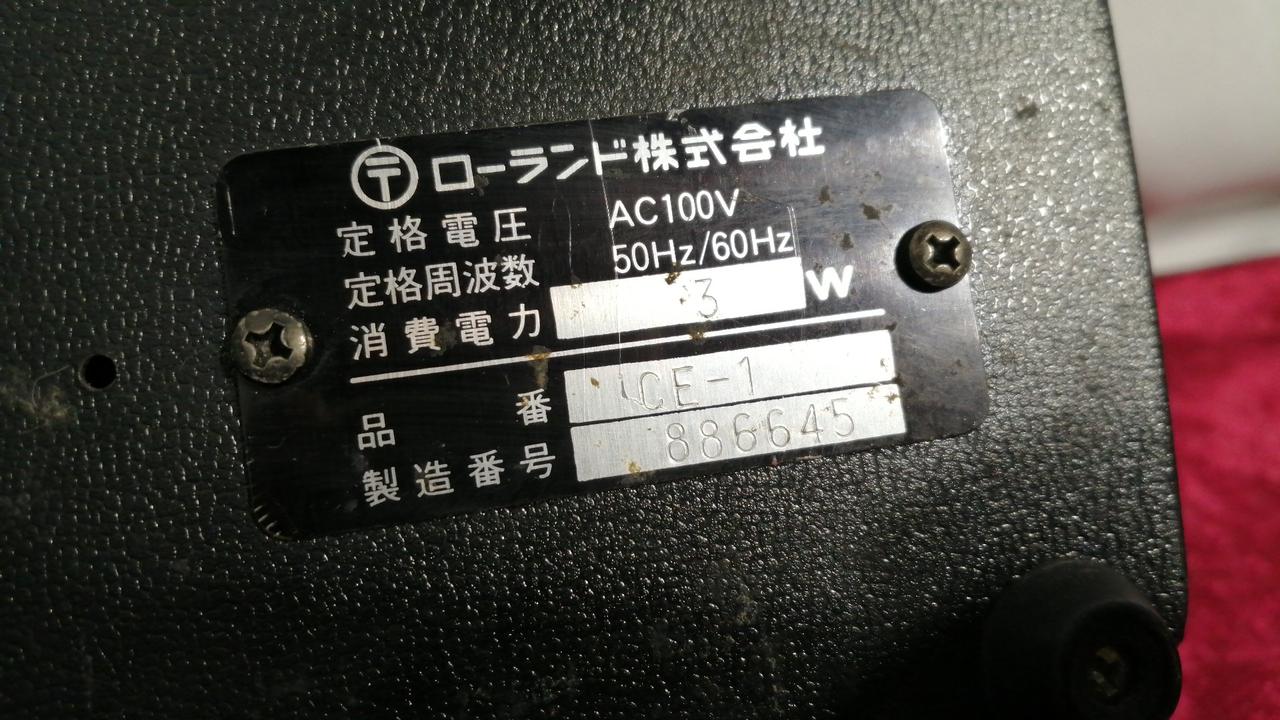 〒 ローランド株式会社
定格電圧 AC100V
定格周波数 50Hz/60Hz
消費電力 3 W
品番 CE-1
製造番号 886645